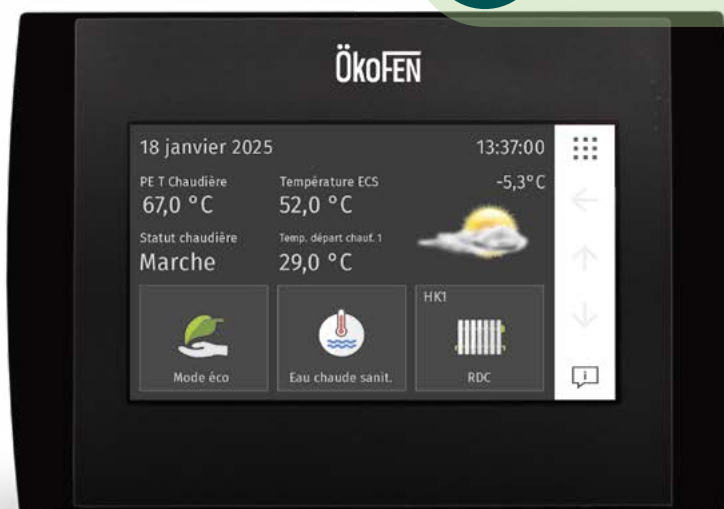 ÖkoFEN
18 janvier 2025 13:37:00
PE T Chaudière Température ECS -5,3°C
67,0 °C 52,0 °C
Statut chaudière Temp. départ chauf. 1
Marche 29,0 °C
HK1
Mode éco Eau chaude sanit. RDC
i